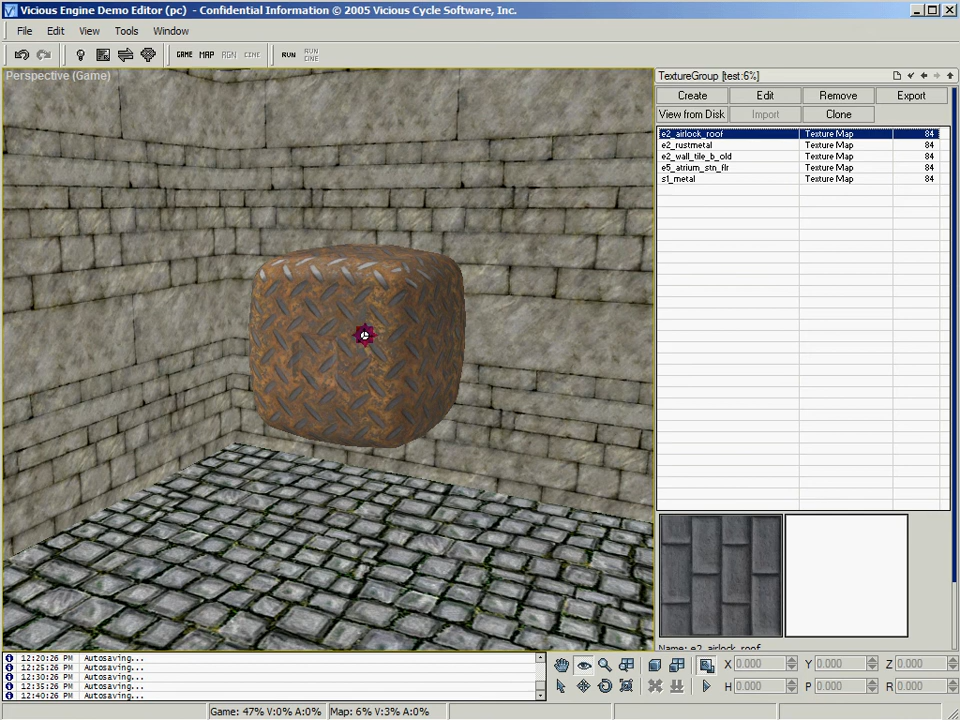 Vicious Engine Demo Editor (pc) - Confidential Information © 2005 Vicious Cycle Software, Inc.
File Edit View Tools Window
GAME MAP RGN CINE RUN RUN CINE
Perspective (Game)
TextureGroup [test:6%]
Create Edit Remove Export
View from Disk Import Clone
e2_airlock_roof Texture Map 84
e2_rustmetal Texture Map 84
e2_wall_tile_b_old Texture Map 84
e5_atrium_stn_flr Texture Map 84
s1_metal Texture Map 84
Name: e2_airlock_roof
12:20:26 PM Autosaving...
12:25:26 PM Autosaving...
12:30:26 PM Autosaving...
12:35:26 PM Autosaving...
12:40:26 PM Autosaving...
X 0.000 Y 0.000 Z 0.000
H 0.000 P 0.000 R 0.000
Game: 47% V:0% A:0% Map: 6% V:3% A:0%